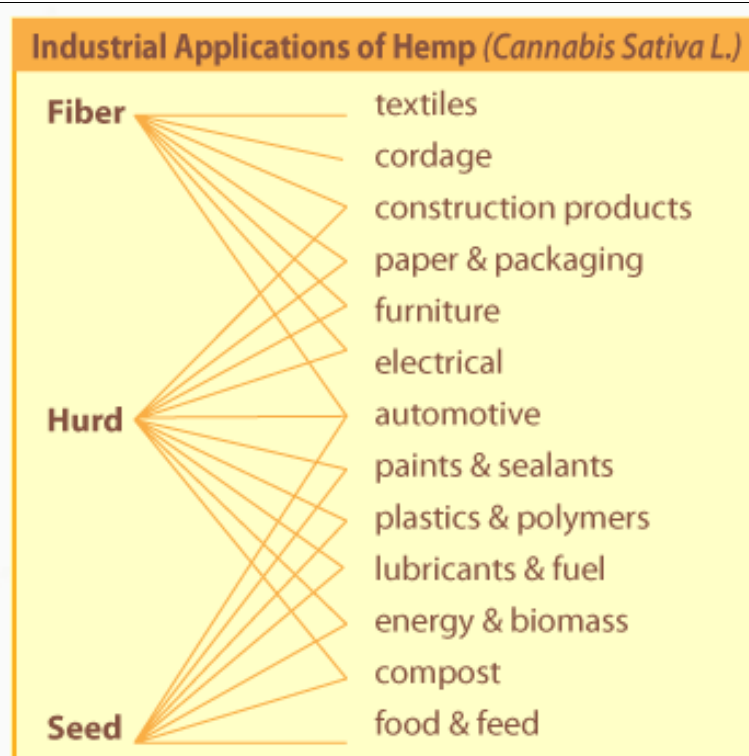 Industrial Applications of Hemp (Cannabis Sativa L.)
Fiber
textiles
cordage
construction products
paper & packaging
furniture
electrical
Hurd
automotive
paints & sealants
plastics & polymers
lubricants & fuel
energy & biomass
compost
Seed
food & feed